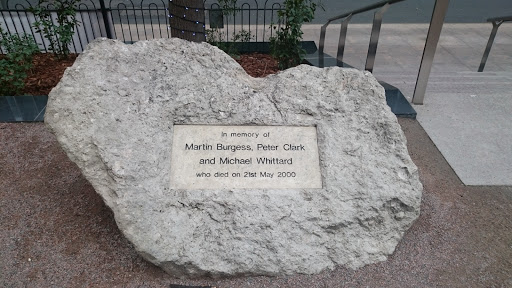 In memory of
Martin Burgess, Peter Clark
and Michael Whittard
who died on 21st May 2000